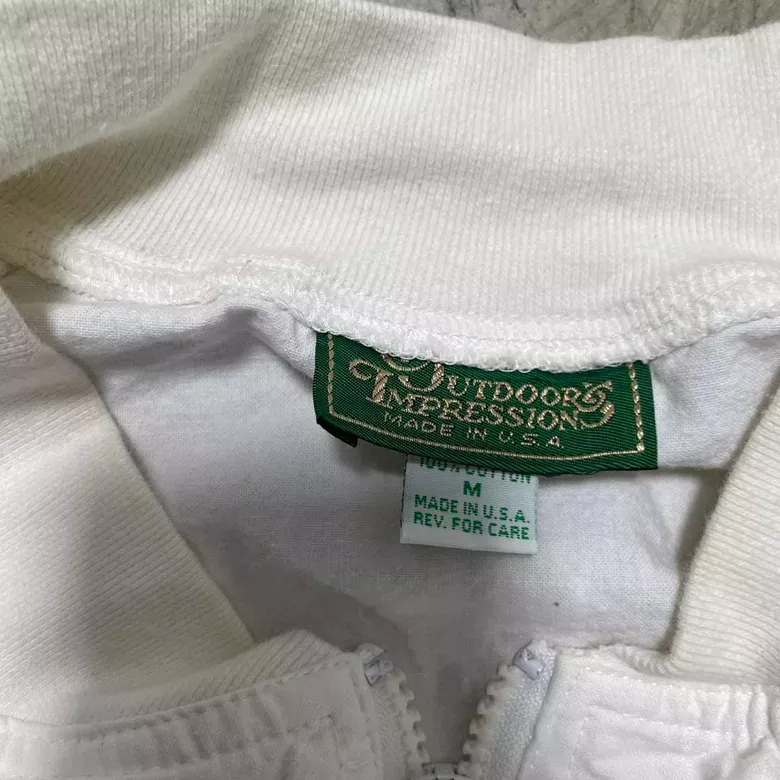 OUTDOOR
IMPRESSIONS
MADE IN U.S.A
100% COTTON
M
MADE IN U.S.A.
REV. FOR CARE